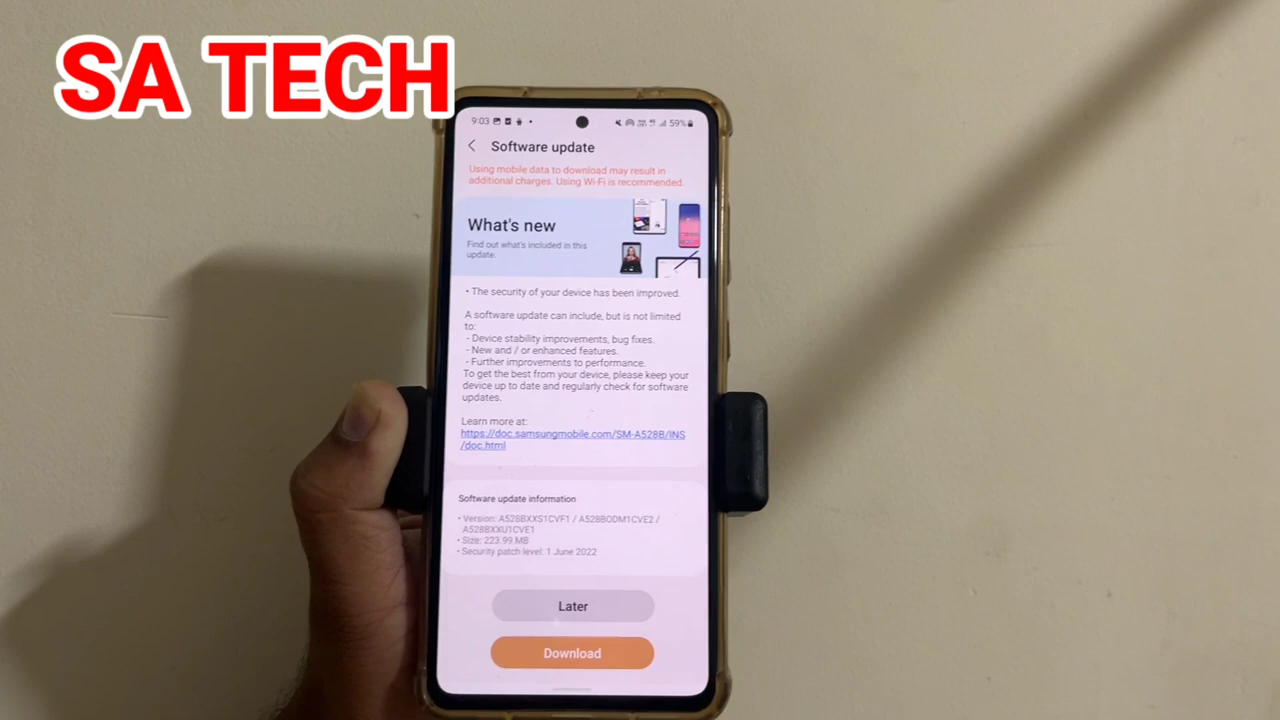 SA TECH
9:03
59%
Software update
Using mobile data to download may result in
additional charges. Using Wi-Fi is recommended.
What's new
Find out what's included in this
update.
• The security of your device has been improved.
A software update can include, but is not limited
to:
- Device stability improvements, bug fixes.
- New and / or enhanced features.
- Further improvements to performance.
To get the best from your device, please keep your
device up to date and regularly check for software
updates.
Learn more at:
https://doc.samsungmobile.com/SM-A528B/INS
/doc.html
Software update information
• Version: A528BXXS1CVF1 / A528BODM1CVE2 /
A528BXXU1CVE1
• Size: 223.99 MB
• Security patch level: 1 June 2022
Later
Download